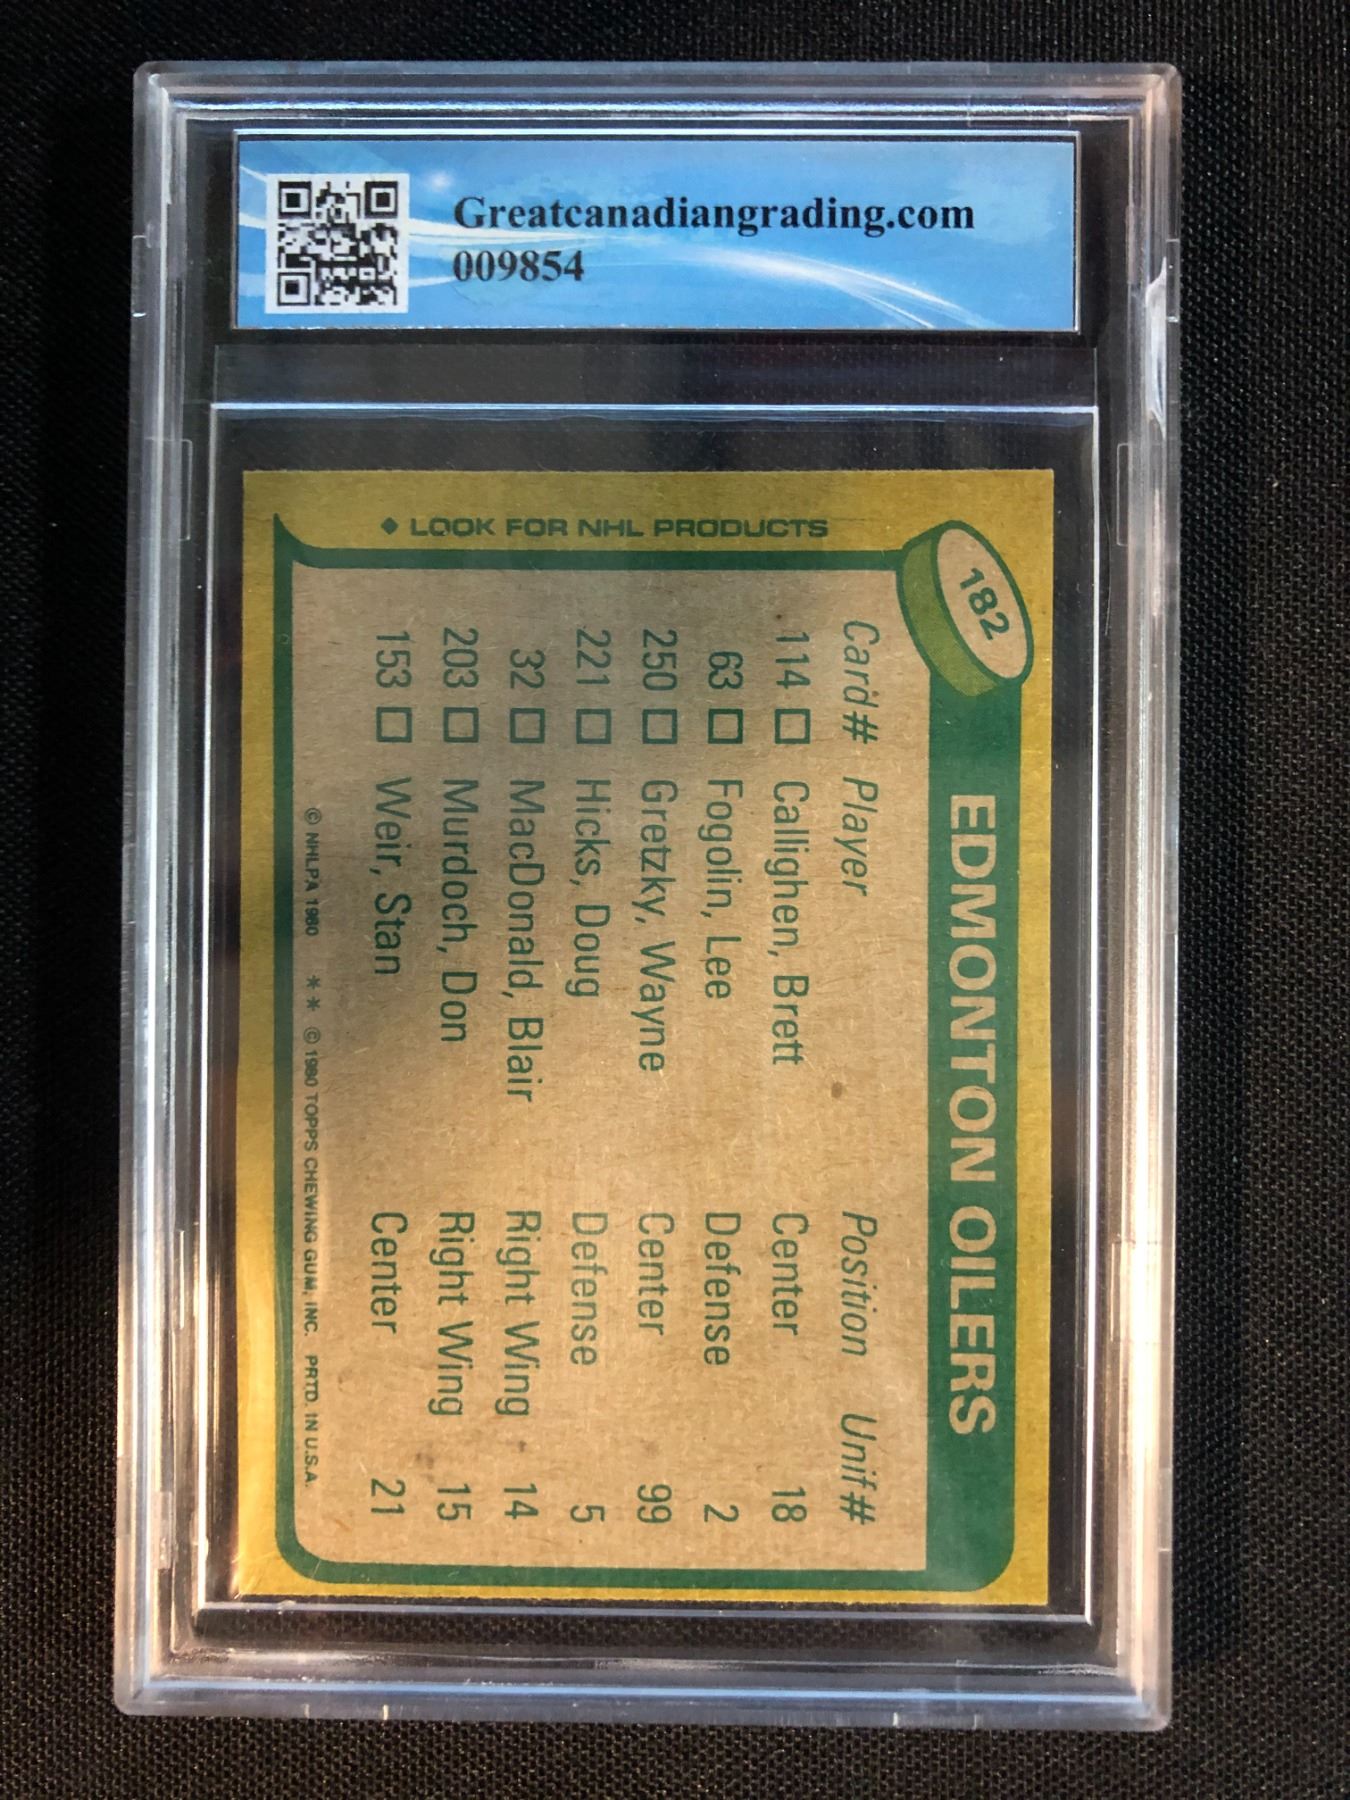 Greatcanadiangrading.com
009854
182
EDMONTON OILERS
Card# Player Position Unif#
114 □ Callighen, Brett Center 18
63 □ Fogolin, Lee Defense 2
250 □ Gretzky, Wayne Center 99
221 □ Hicks, Doug Defense 5
32 □ MacDonald, Blair Right Wing 14
203 □ Murdoch, Don Right Wing 15
153 □ Weir, Stan Center 21
© NHLPA 1980 ** © 1980 TOPPS CHEWING GUM, INC. PRTD. IN U.S.A.
◆ LOOK FOR NHL PRODUCTS